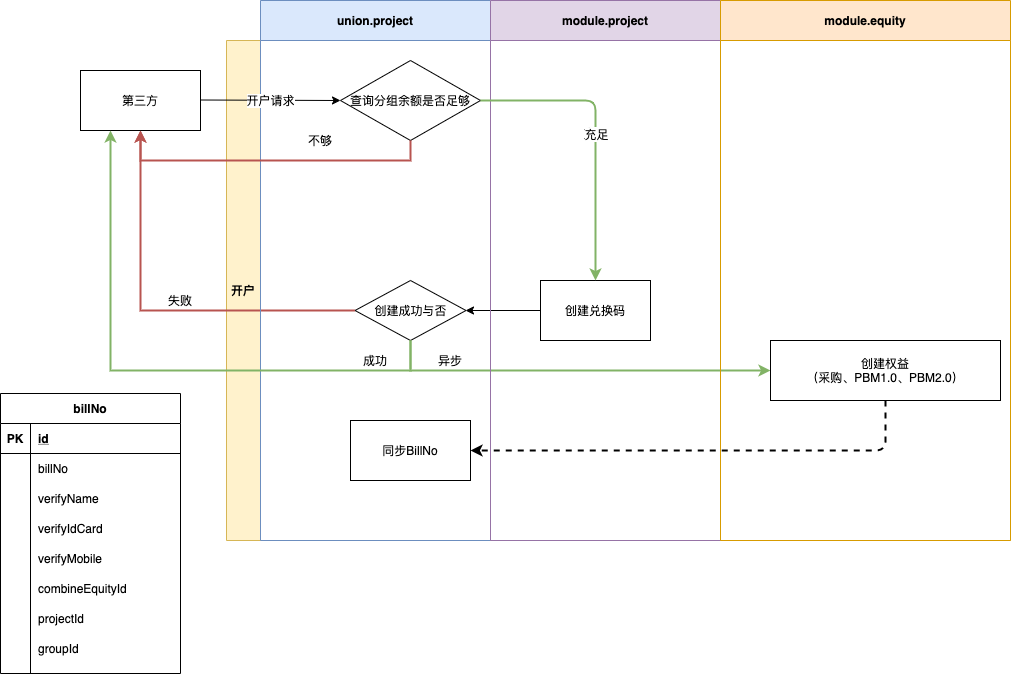 union.project
module.project
module.equity
第三方
开户请求
查询分组余额是否足够
不够
充足
开户
失败
创建成功与否
创建兑换码
成功
异步
创建权益
（采购、PBM1.0、PBM2.0）
同步BillNo
billNo
PK
id
billNo
verifyName
verifyIdCard
verifyMobile
combineEquityId
projectId
groupId